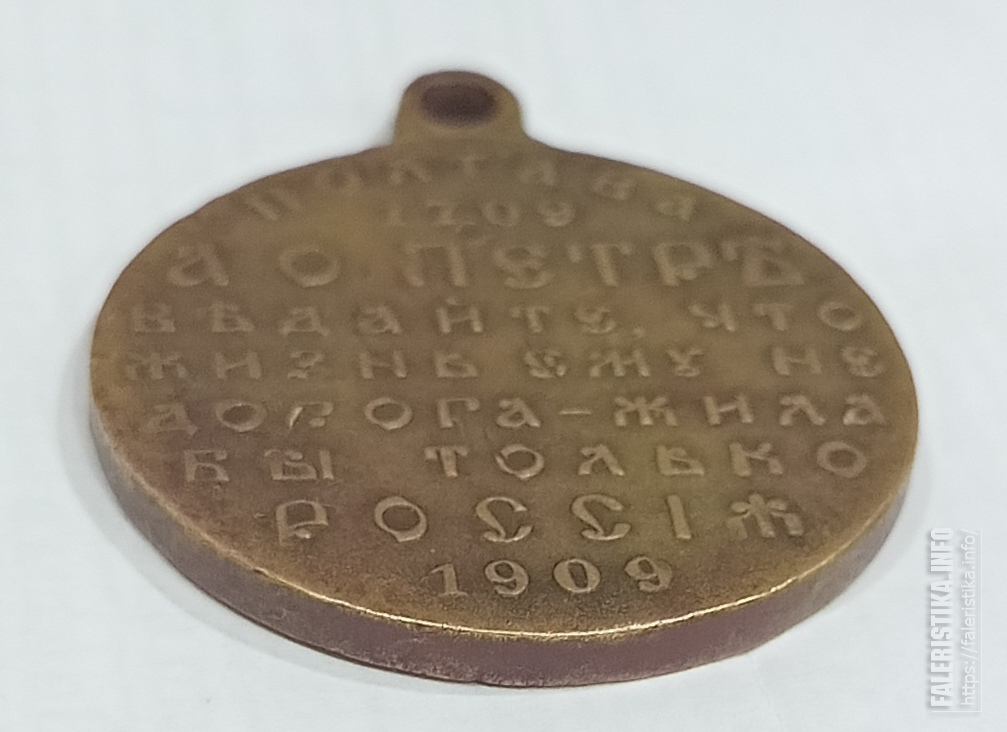 ПОЛТАВА
1709
А О ПЕТРѢ
ВѢДАЙТЕ, ЧТО
ЖИЗНЬ ЕМУ НЕ
ДОРОГА – ЖИЛА
БЫ ТОЛЬКО
РОССІЯ
1909
FALERISTIKA.INFO
https://faleristika.info/